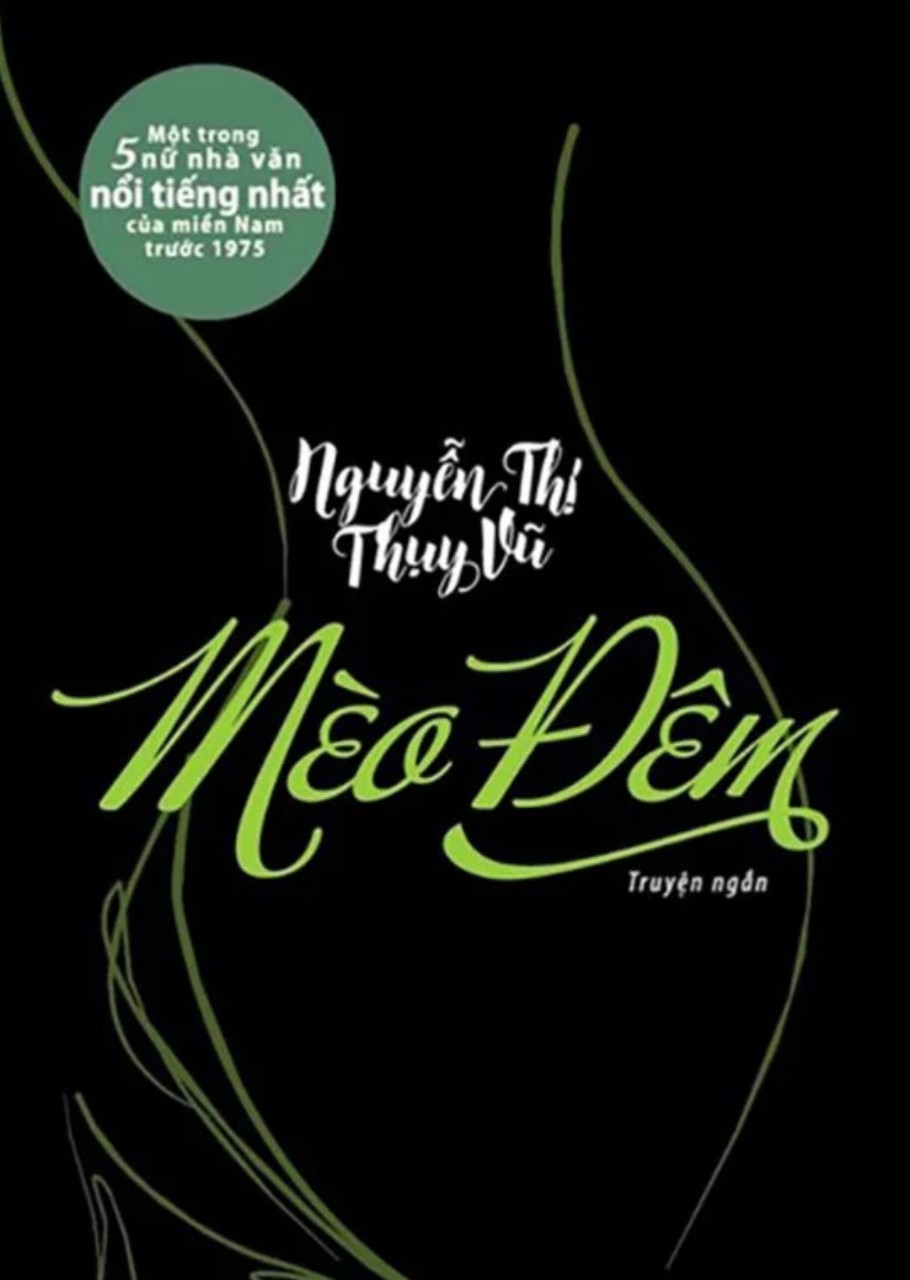 Một trong
5 nữ nhà văn
nổi tiếng nhất
của miền Nam
trước 1975
Nguyễn Thị
Thụy Vũ
Mèo Đêm
Truyện ngắn